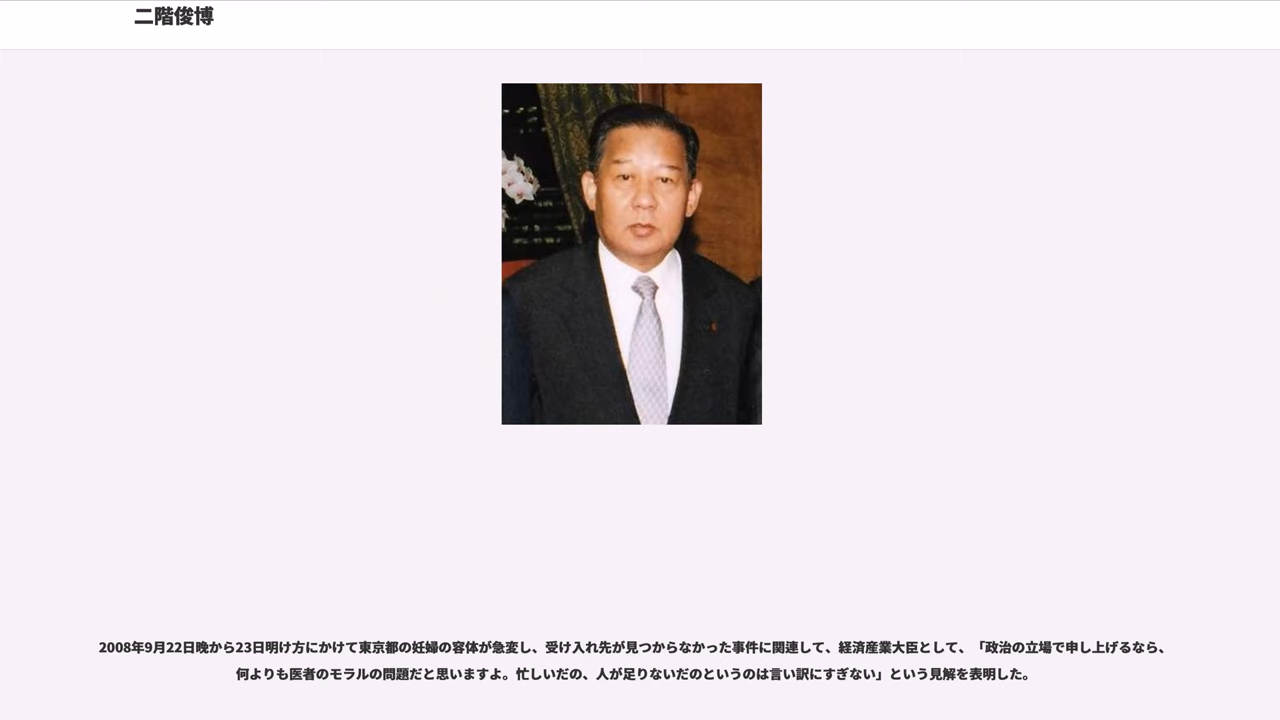 二階俊博
2008年9月22日晩から23日明け方にかけて東京都の妊婦の容体が急変し、受け入れ先が見つからなかった事件に関連して、経済産業大臣として、「政治の立場で申し上げるなら、
何よりも医者のモラルの問題だと思いますよ。忙しいだの、人が足りないだのというのは言い訳にすぎない」という見解を表明した。